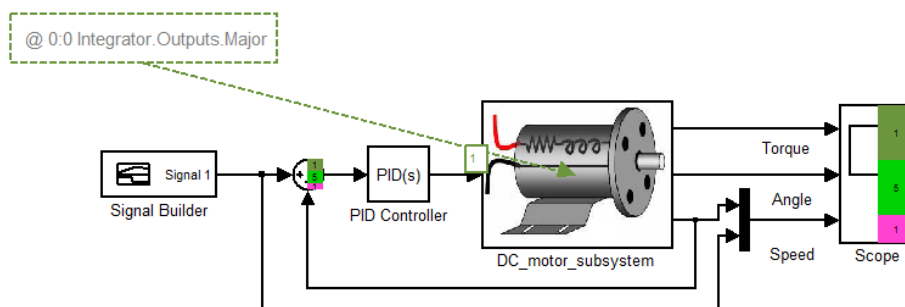 @ 0:0 Integrator.Outputs.Major
1
Signal 1
Signal Builder
1
5
1
PID(s)
PID Controller
DC_motor_subsystem
Torque
Angle
Speed
1
5
1
Scope